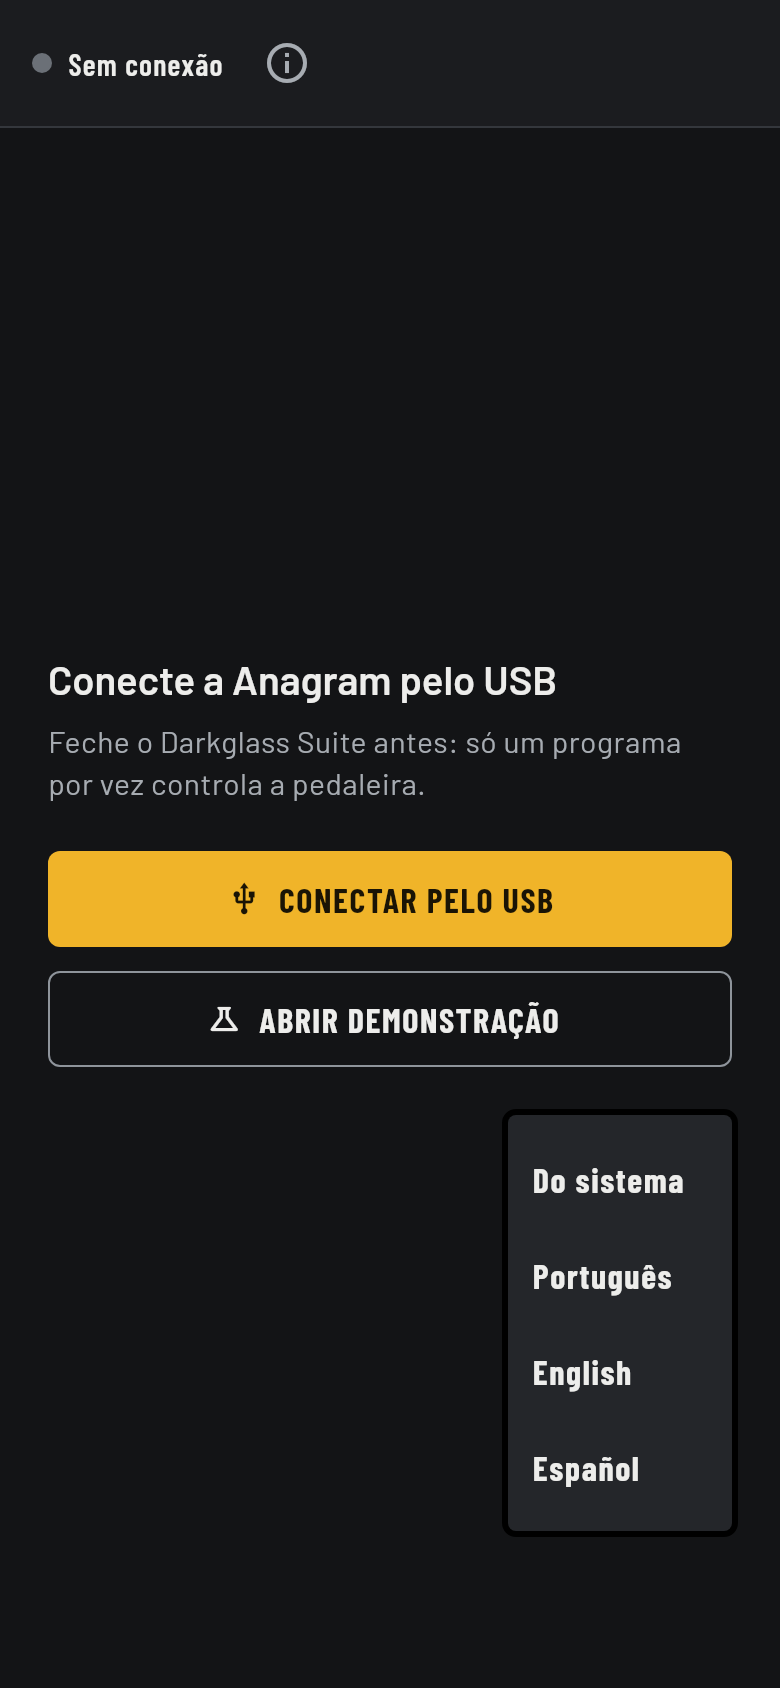 Sem conexão
Conecte a Anagram pelo USB
Feche o Darkglass Suite antes: só um programa
por vez controla a pedaleira.
CONECTAR PELO USB
ABRIR DEMONSTRAÇÃO
Do sistema
Português
English
Español